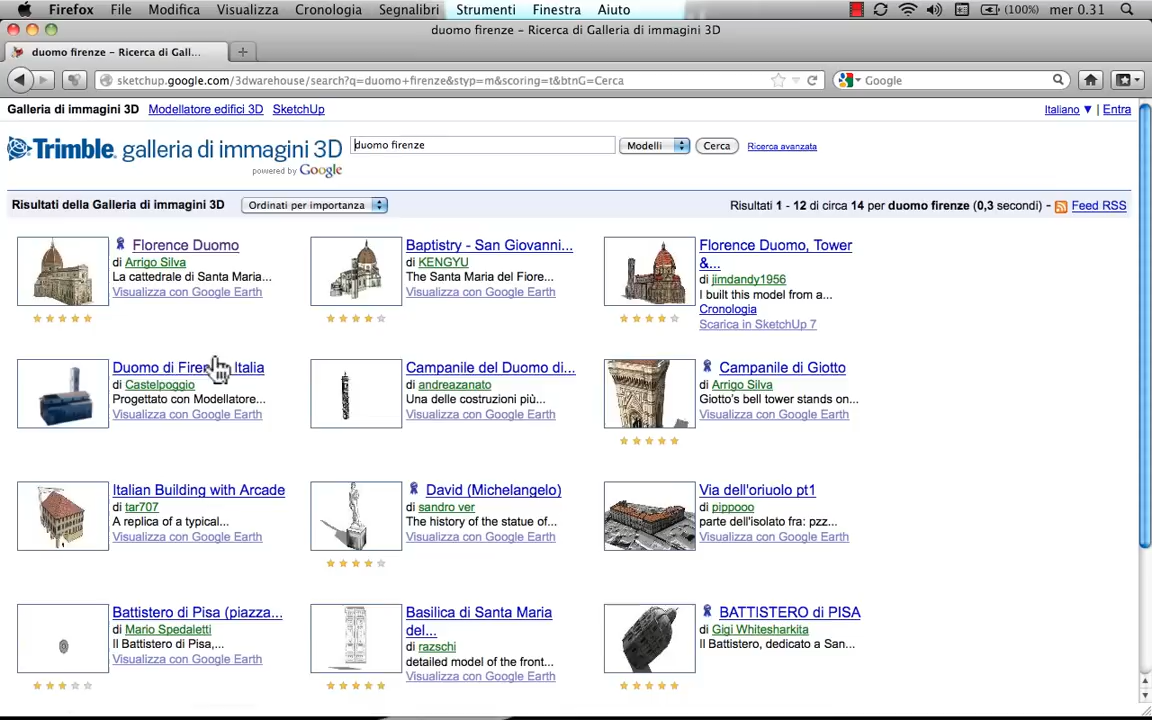 Firefox File Modifica Visualizza Cronologia Segnalibri Strumenti Finestra Aiuto (100%) mer 0.31
duomo firenze – Ricerca di Galleria di immagini 3D
duomo firenze – Ricerca di Gall...
sketchup.google.com/3dwarehouse/search?q=duomo+firenze&styp=m&scoring=t&btnG=Cerca
Google
Galleria di immagini 3D Modellatore edifici 3D SketchUp
Italiano ▼ | Entra
Trimble. galleria di immagini 3D
powered by Google
duomo firenze Modelli Cerca Ricerca avanzata
Risultati della Galleria di immagini 3D Ordinati per importanza
Risultati 1 - 12 di circa 14 per duomo firenze (0,3 secondi) - Feed RSS
Florence Duomo
di Arrigo Silva
La cattedrale di Santa Maria...
Visualizza con Google Earth
Baptistry - San Giovanni...
di KENGYU
The Santa Maria del Fiore...
Visualizza con Google Earth
Florence Duomo, Tower
&...
di jimdandy1956
I built this model from a...
Cronologia
Scarica in SketchUp 7
Duomo di Firen Italia
di Castelpoggio
Progettato con Modellatore...
Visualizza con Google Earth
Campanile del Duomo di...
di andreazanato
Una delle costruzioni più...
Visualizza con Google Earth
Campanile di Giotto
di Arrigo Silva
Giotto's bell tower stands on...
Visualizza con Google Earth
Italian Building with Arcade
di tar707
A replica of a typical...
Visualizza con Google Earth
David (Michelangelo)
di sandro ver
The history of the statue of...
Visualizza con Google Earth
Via dell'oriuolo pt1
di pippooo
parte dell'isolato fra: pzz...
Visualizza con Google Earth
Battistero di Pisa (piazza...
di Mario Spedaletti
Il Battistero di Pisa,...
Visualizza con Google Earth
Basilica di Santa Maria
del...
di razschi
detailed model of the front...
Visualizza con Google Earth
BATTISTERO di PISA
di Gigi Whitesharkita
Il Battistero, dedicato a San...